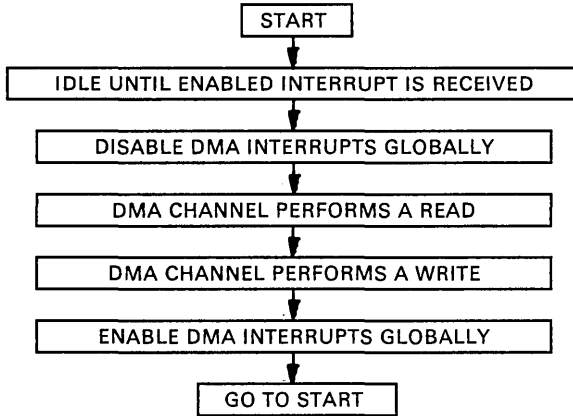 START
IDLE UNTIL ENABLED INTERRUPT IS RECEIVED
DISABLE DMA INTERRUPTS GLOBALLY
DMA CHANNEL PERFORMS A READ
DMA CHANNEL PERFORMS A WRITE
ENABLE DMA INTERRUPTS GLOBALLY
GO TO START